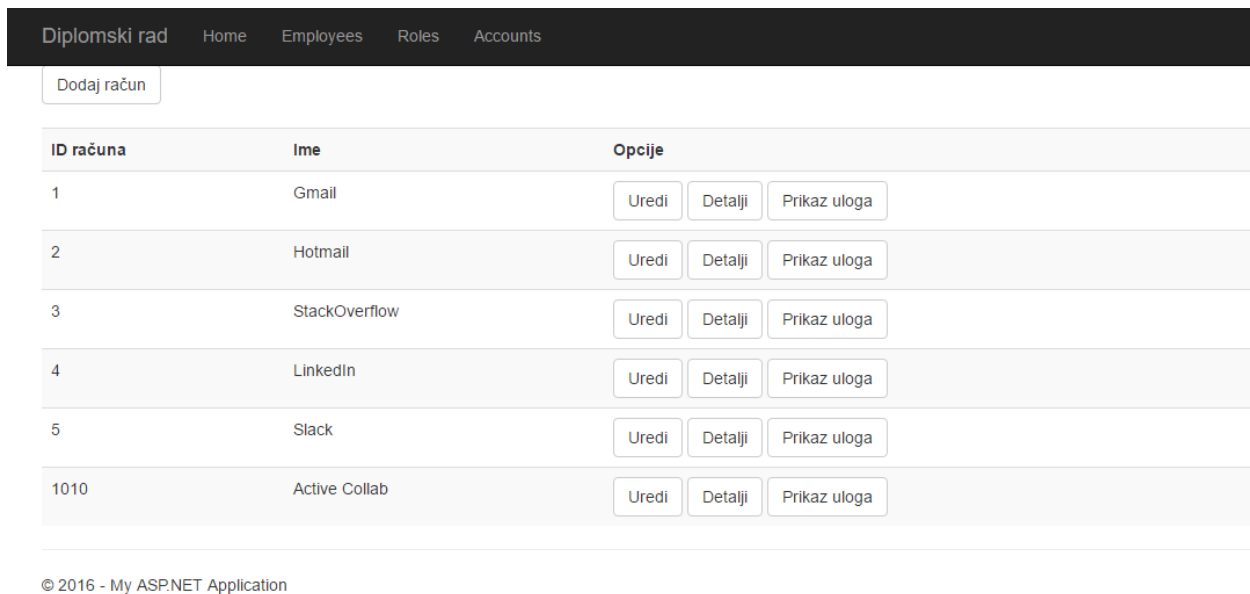 Diplomski rad Home Employees Roles Accounts
Dodaj račun
ID računa Ime Opcije
1 Gmail Uredi Detalji Prikaz uloga
2 Hotmail Uredi Detalji Prikaz uloga
3 StackOverflow Uredi Detalji Prikaz uloga
4 LinkedIn Uredi Detalji Prikaz uloga
5 Slack Uredi Detalji Prikaz uloga
1010 Active Collab Uredi Detalji Prikaz uloga
© 2016 - My ASP.NET Application